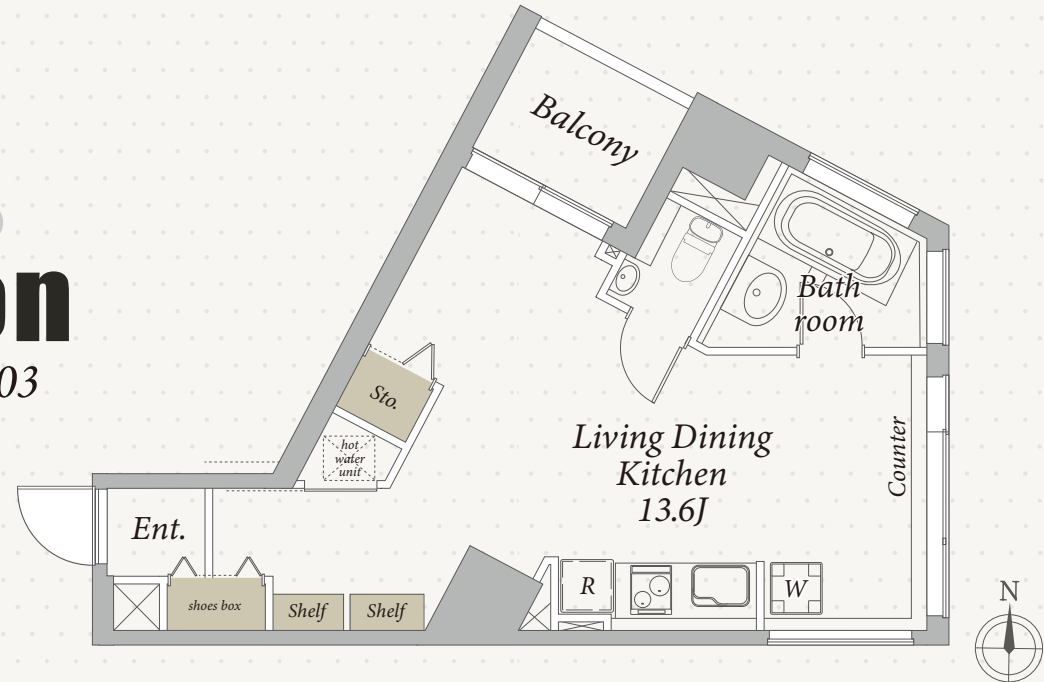 on
03
Balcony
Bath
room
Sto.
hot
water
unit
Living Dining
Kitchen
13.6J
Counter
Ent.
shoes box
Shelf
Shelf
R
W
N